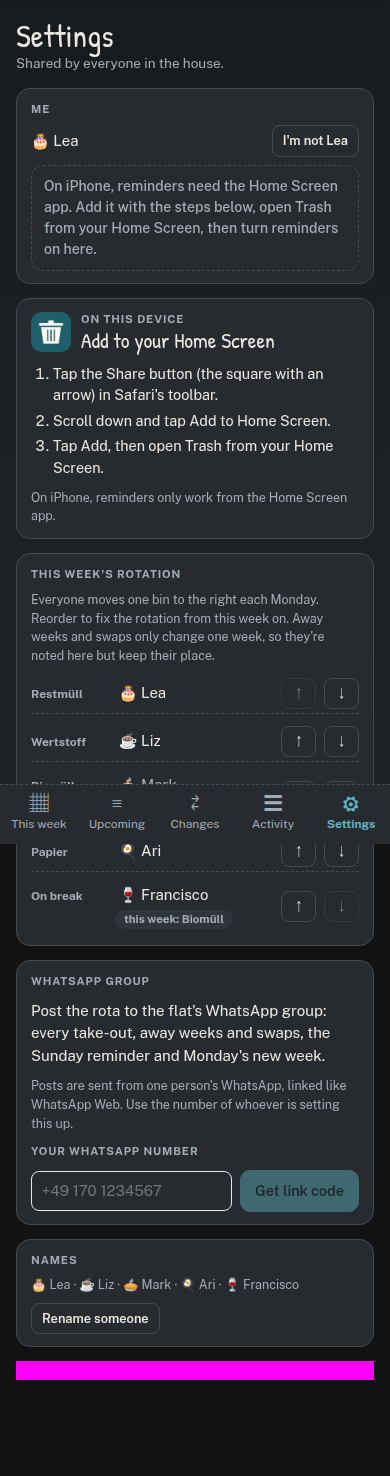 Settings
Shared by everyone in the house.
ME
🎂 Lea
I'm not Lea
On iPhone, reminders need the Home Screen
app. Add it with the steps below, open Trash
from your Home Screen, then turn reminders
on here.
ON THIS DEVICE
Add to your Home Screen
1. Tap the Share button (the square with an
arrow) in Safari's toolbar.
2. Scroll down and tap Add to Home Screen.
3. Tap Add, then open Trash from your Home
Screen.
On iPhone, reminders only work from the Home Screen
app.
THIS WEEK'S ROTATION
Everyone moves one bin to the right each Monday.
Reorder to fix the rotation from this week on. Away
weeks and swaps only change one week, so they're
noted here but keep their place.
Restmüll 🎂 Lea ↑ ↓
Wertstoff ☕ Liz ↑ ↓
Mark
This week Upcoming Changes Activity Settings
Papier 🍳 Ari ↑ ↓
On break 🍷 Francisco ↑ ↓
this week: Biomüll
WHATSAPP GROUP
Post the rota to the flat's WhatsApp group:
every take-out, away weeks and swaps, the
Sunday reminder and Monday's new week.
Posts are sent from one person's WhatsApp, linked like
WhatsApp Web. Use the number of whoever is setting
this up.
YOUR WHATSAPP NUMBER
+49 170 1234567
Get link code
NAMES
🎂 Lea · ☕ Liz · 🥧 Mark · 🍳 Ari · 🍷 Francisco
Rename someone